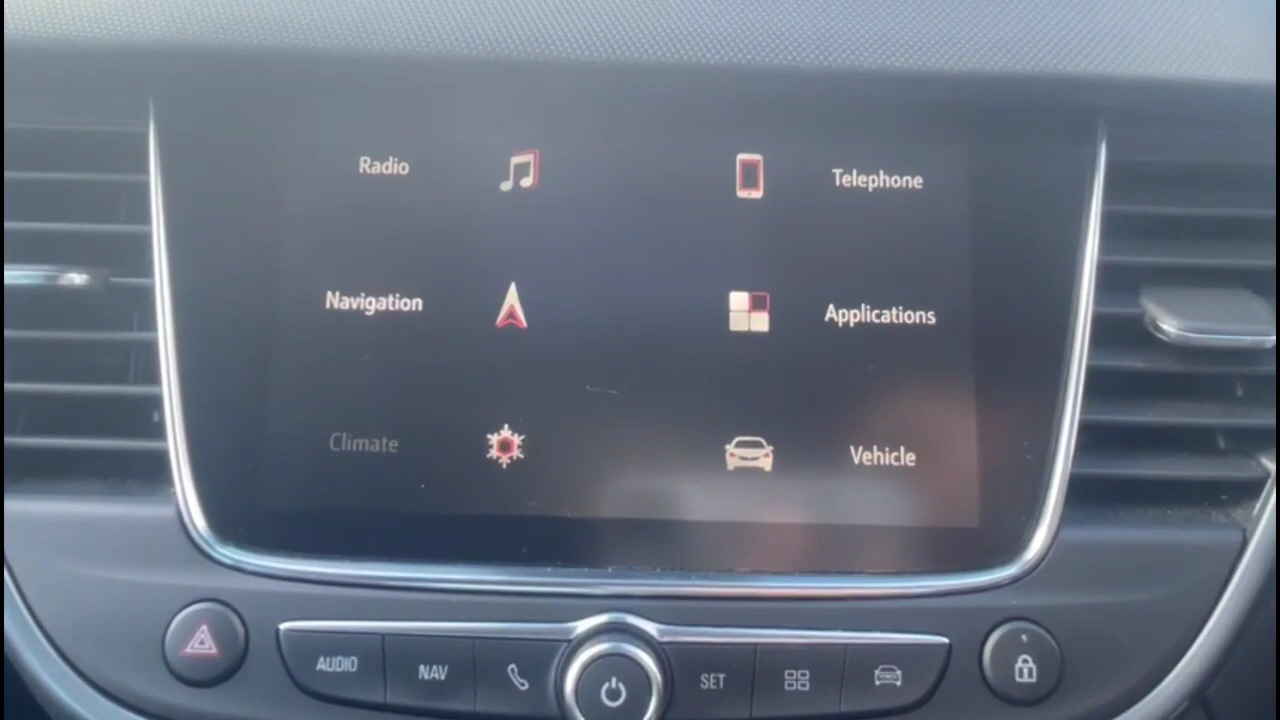 Radio
Telephone
Navigation
Applications
Climate
Vehicle
AUDIO
NAV
SET